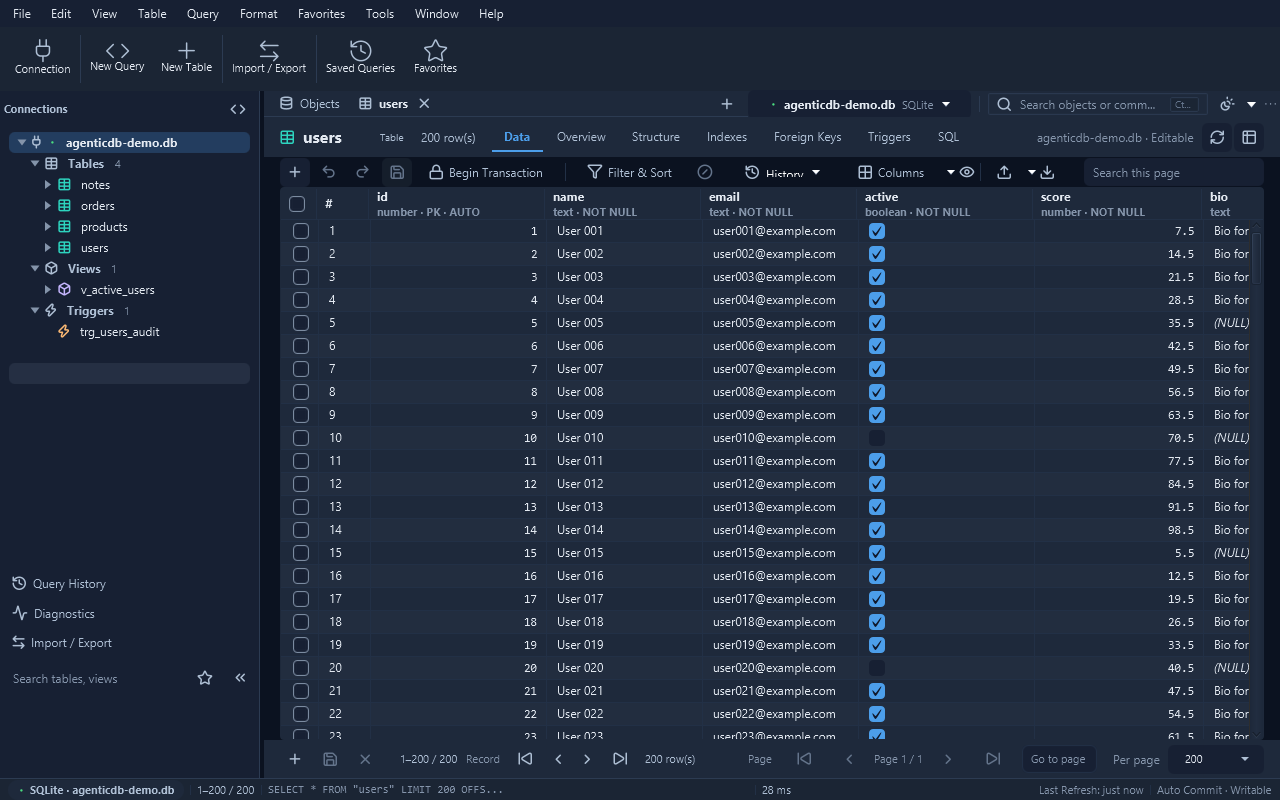 File Edit View Table Query Format Favorites Tools Window Help
Connection New Query New Table Import / Export Saved Queries Favorites
Connections
agenticdb-demo.db
Tables 4
notes
orders
products
users
Views 1
v_active_users
Triggers 1
trg_users_audit
Query History
Diagnostics
Import / Export
Search tables, views
Objects users agenticdb-demo.db SQLite Search objects or comm... Ct...
users Table 200 row(s) Data Overview Structure Indexes Foreign Keys Triggers SQL agenticdb-demo.db · Editable
Begin Transaction Filter & Sort History Columns Search this page
# id name email active score bio
number · PK · AUTO text · NOT NULL text · NOT NULL boolean · NOT NULL number · NOT NULL text
1 1 User 001 user001@example.com 7.5 Bio for
2 2 User 002 user002@example.com 14.5 Bio for
3 3 User 003 user003@example.com 21.5 Bio for
4 4 User 004 user004@example.com 28.5 Bio for
5 5 User 005 user005@example.com 35.5 (NULL)
6 6 User 006 user006@example.com 42.5 Bio for
7 7 User 007 user007@example.com 49.5 Bio for
8 8 User 008 user008@example.com 56.5 Bio for
9 9 User 009 user009@example.com 63.5 Bio for
10 10 User 010 user010@example.com 70.5 (NULL)
11 11 User 011 user011@example.com 77.5 Bio for
12 12 User 012 user012@example.com 84.5 Bio for
13 13 User 013 user013@example.com 91.5 Bio for
14 14 User 014 user014@example.com 98.5 Bio for
15 15 User 015 user015@example.com 5.5 (NULL)
16 16 User 016 user016@example.com 12.5 Bio for
17 17 User 017 user017@example.com 19.5 Bio for
18 18 User 018 user018@example.com 26.5 Bio for
19 19 User 019 user019@example.com 33.5 Bio for
20 20 User 020 user020@example.com 40.5 (NULL)
21 21 User 021 user021@example.com 47.5 Bio for
22 22 User 022 user022@example.com 54.5 Bio for
23 23 User 023 user023@example.com 61.5 Bio for
1–200 / 200 Record 200 row(s) Page Page 1 / 1 Go to page Per page 200
SQLite · agenticdb-demo.db 1–200 / 200 SELECT * FROM "users" LIMIT 200 OFFS... 28 ms Last Refresh: just now Auto Commit · Writable